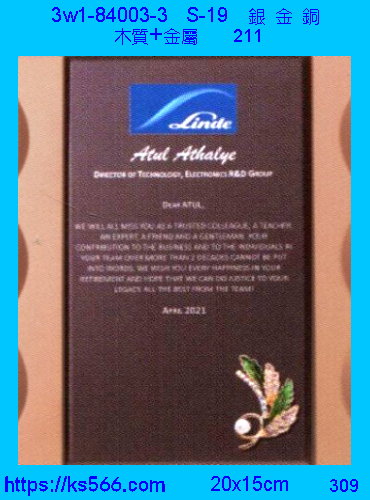 3w1-84003-3 S-19 銀 金 銅
木質+金屬 211
Linde
Atul Athalye
DIRECTOR OF TECHNOLOGY, ELECTRONICS R&D GROUP
DEAR ATUL,
WE WILL ALL MISS YOU AS A TRUSTED COLLEAGUE, A TEACHER,
AN EXPERT, A FRIEND AND A GENTLEMAN. YOUR
CONTRIBUTION TO THE BUSINESS AND TO THE INDIVIDUALS IN
YOUR TEAM OVER MORE THAN 2 DECADES CANNOT BE PUT
INTO WORDS. WE WISH YOU EVERY HAPPINESS IN YOUR
RETIREMENT AND HOPE THAT WE CAN DO JUSTICE TO YOUR
LEGACY. ALL THE BEST FROM THE TEAM!
APRIL 2021
https://ks566.com 20x15cm 309